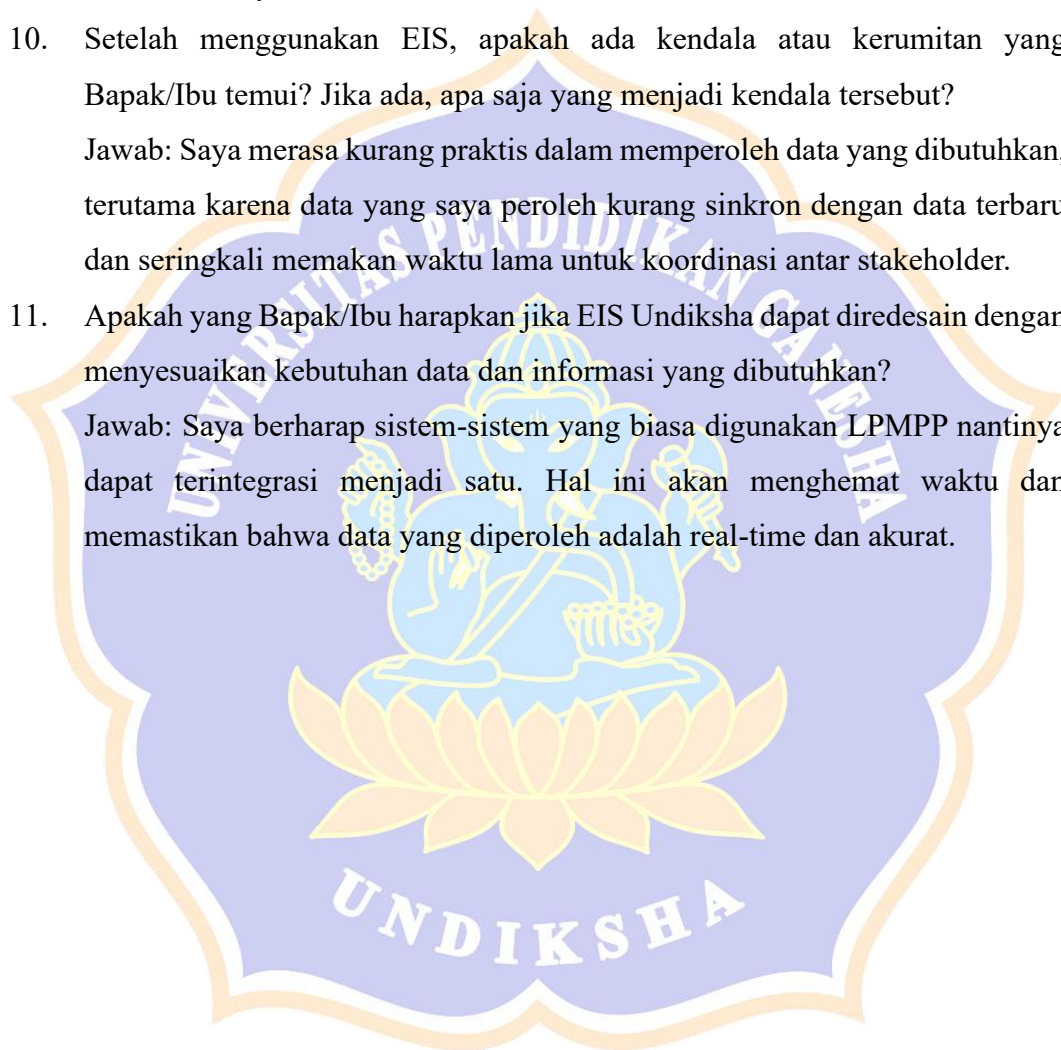 10. Setelah menggunakan EIS, apakah ada kendala atau kerumitan yang
Bapak/Ibu temui? Jika ada, apa saja yang menjadi kendala tersebut?
Jawab: Saya merasa kurang praktis dalam memperoleh data yang dibutuhkan,
terutama karena data yang saya peroleh kurang sinkron dengan data terbaru
dan seringkali memakan waktu lama untuk koordinasi antar stakeholder.
11. Apakah yang Bapak/Ibu harapkan jika EIS Undiksha dapat diredesain dengan
menyesuaikan kebutuhan data dan informasi yang dibutuhkan?
Jawab: Saya berharap sistem-sistem yang biasa digunakan LPMPP nantinya
dapat terintegrasi menjadi satu. Hal ini akan menghemat waktu dan
memastikan bahwa data yang diperoleh adalah real-time dan akurat.
UNIVERSITAS PENDIDIKAN GANESHA
UNDIKSHA